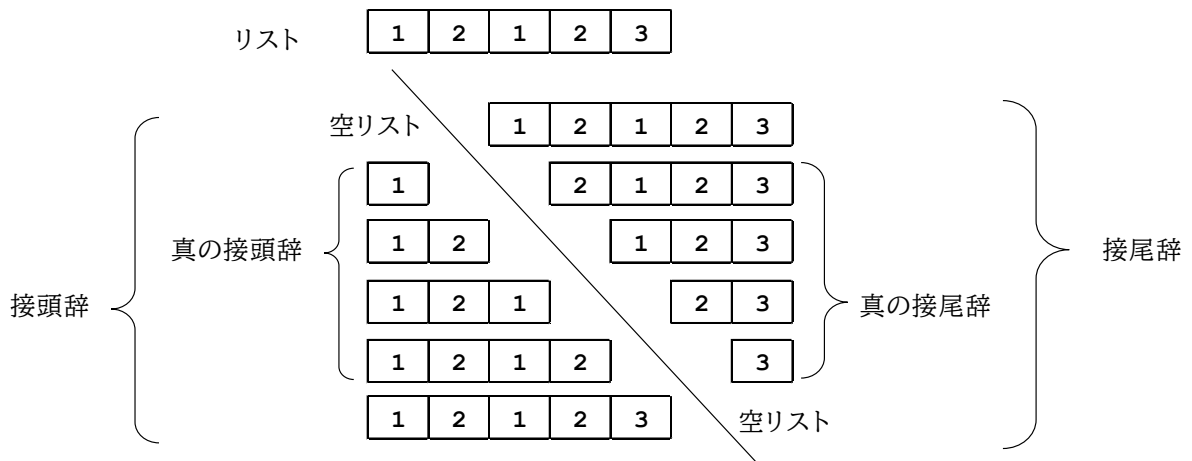 リスト 1 2 1 2 3
空リスト 1 2 1 2 3
1 2 1 2 3
真の接頭辞 1 2 1 2 3 接尾辞
接頭辞 1 2 1 2 3 真の接尾辞
1 2 1 2 3
1 2 1 2 3 空リスト